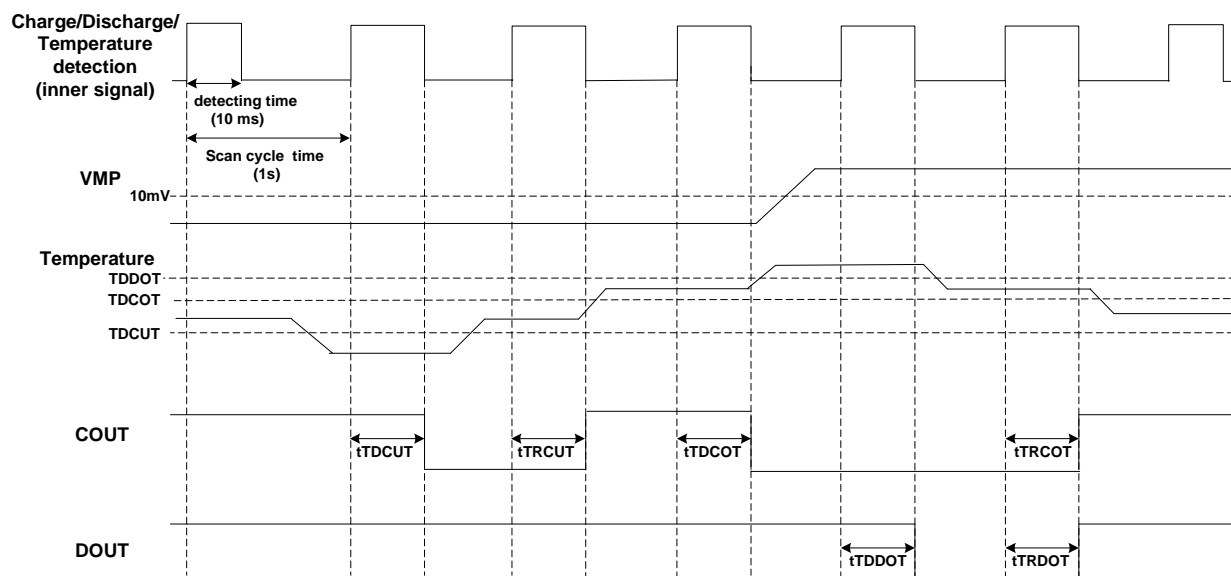 Charge/Discharge/
Temperature
detection
(inner signal)
detecting time
(10 ms)
Scan cycle time
(1s)
VMP
10mV
Temperature
TDDOT
TDCOT
TDCUT
COUT
tTDCUT
tTRCUT
tTDCOT
tTRCOT
DOUT
tTDDOT
tTRDOT